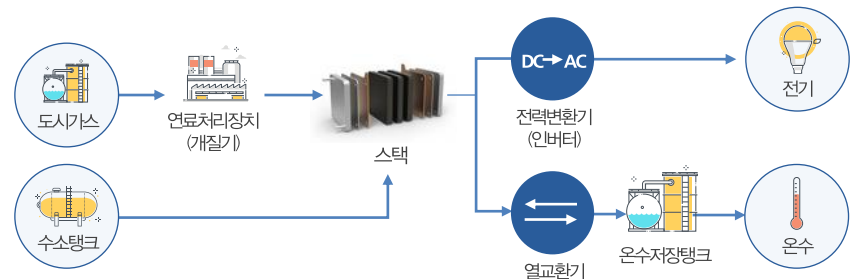 도시가스
연료처리장치
(개질기)
스택
DC→AC
전력변환기
(인버터)
전기
수소탱크
열교환기
온수저장탱크
온수